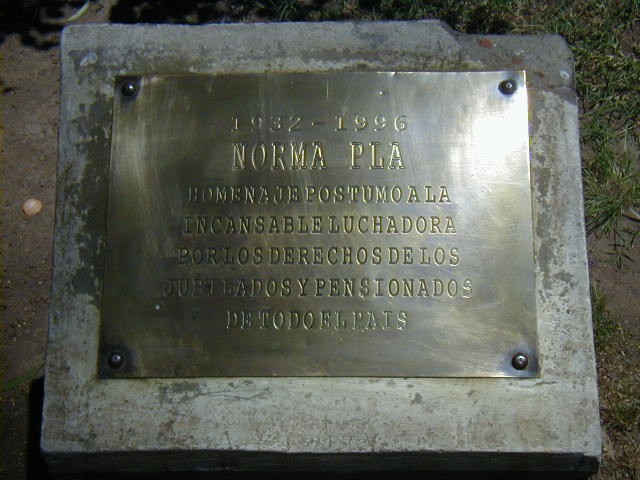 1932-1996
NORMA PLA
HOMENAJE POSTUMO A LA
INCANSABLE LUCHADORA
POR LOS DERECHOS DE LOS
JUBILADOS Y PENSIONADOS
DE TODO EL PAIS